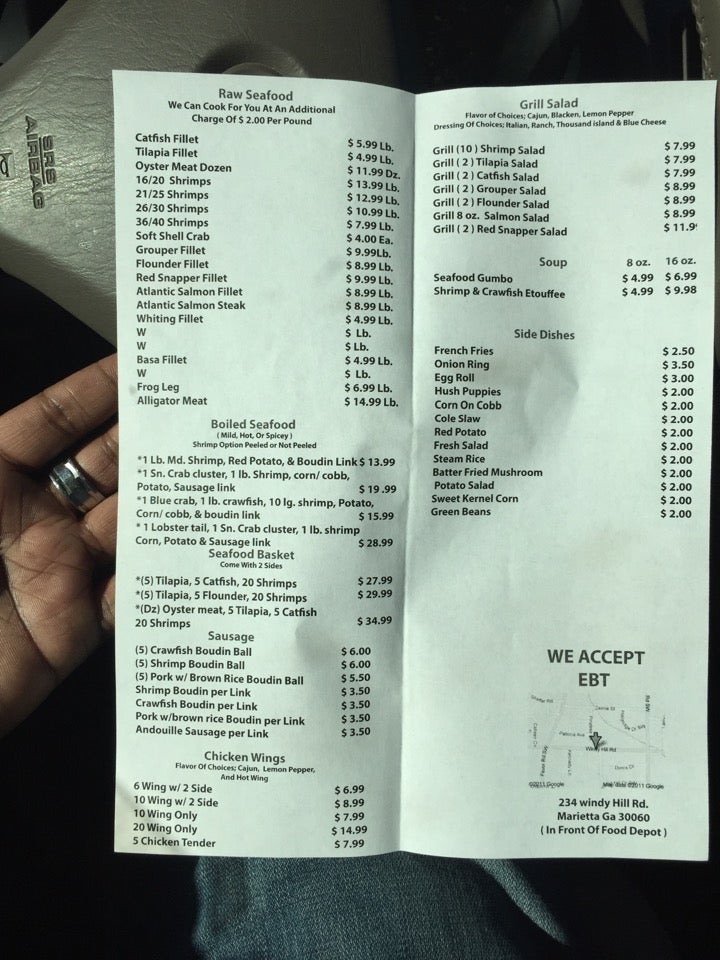 SRS
AIRBAG
Raw Seafood
We Can Cook For You At An Additional
Charge Of $ 2.00 Per Pound
Catfish Fillet $ 5.99 Lb.
Tilapia Fillet $ 4.99 Lb.
Oyster Meat Dozen $ 11.99 Dz.
16/20 Shrimps $ 13.99 Lb.
21/25 Shrimps $ 12.99 Lb.
26/30 Shrimps $ 10.99 Lb.
36/40 Shrimps $ 7.99 Lb.
Soft Shell Crab $ 4.00 Ea.
Grouper Fillet $ 9.99Lb.
Flounder Fillet $ 8.99 Lb.
Red Snapper Fillet $ 9.99 Lb.
Atlantic Salmon Fillet $ 8.99 Lb.
Atlantic Salmon Steak $ 8.99 Lb.
Whiting Fillet $ 4.99 Lb.
W $ Lb.
W $ Lb.
Basa Fillet $ 4.99 Lb.
W $ Lb.
Frog Leg $ 6.99 Lb.
Alligator Meat $ 14.99 Lb.
Boiled Seafood
( Mild, Hot, Or Spicey )
Shrimp Option Peeled or Not Peeled
*1 Lb. Md. Shrimp, Red Potato, & Boudin Link $ 13.99
*1 Sn. Crab cluster, 1 lb. Shrimp, corn/ cobb,
Potato, Sausage link $ 19 .99
*1 Blue crab, 1 lb. crawfish, 10 lg. shrimp, Potato,
Corn/ cobb, & boudin link $ 15.99
* 1 Lobster tail, 1 Sn. Crab cluster, 1 lb. shrimp
Corn, Potato & Sausage link $ 28.99
Seafood Basket
Come With 2 Sides
*(5) Tilapia, 5 Catfish, 20 Shrimps $ 27.99
*(5) Tilapia, 5 Flounder, 20 Shrimps $ 29.99
*(Dz) Oyster meat, 5 Tilapia, 5 Catfish
20 Shrimps $ 34.99
Sausage
(5) Crawfish Boudin Ball $ 6.00
(5) Shrimp Boudin Ball $ 6.00
(5) Pork w/ Brown Rice Boudin Ball $ 5.50
Shrimp Boudin per Link $ 3.50
Crawfish Boudin per Link $ 3.50
Pork w/brown rice Boudin per Link $ 3.50
Andouille Sausage per Link $ 3.50
Chicken Wings
Flavor Of Choices; Cajun, Lemon Pepper,
And Hot Wing
6 Wing w/ 2 Side $ 6.99
10 Wing w/ 2 Side $ 8.99
10 Wing Only $ 7.99
20 Wing Only $ 14.99
5 Chicken Tender $ 7.99
Grill Salad
Flavor of Choices; Cajun, Blacken, Lemon Pepper
Dressing Of Choices; Italian, Ranch, Thousand island & Blue Cheese
Grill (10 ) Shrimp Salad $ 7.99
Grill ( 2 ) Tilapia Salad $ 7.99
Grill ( 2 ) Catfish Salad $ 7.99
Grill ( 2 ) Grouper Salad $ 8.99
Grill ( 2 ) Flounder Salad $ 8.99
Grill 8 oz. Salmon Salad $ 8.99
Grill ( 2 ) Red Snapper Salad $ 11.9
Soup 8 oz. 16 oz.
Seafood Gumbo $ 4.99 $ 6.99
Shrimp & Crawfish Etouffee $ 4.99 $ 9.98
Side Dishes
French Fries $ 2.50
Onion Ring $ 3.50
Egg Roll $ 3.00
Hush Puppies $ 2.00
Corn On Cobb $ 2.00
Cole Slaw $ 2.00
Red Potato $ 2.00
Fresh Salad $ 2.00
Steam Rice $ 2.00
Batter Fried Mushroom $ 2.00
Potato Salad $ 2.00
Sweet Kernel Corn $ 2.00
Green Beans $ 2.00
WE ACCEPT
EBT
Windy Hill Rd
©2011 Google
Map data ©2011 Google
234 windy Hill Rd.
Marietta Ga 30060
( In Front Of Food Depot )